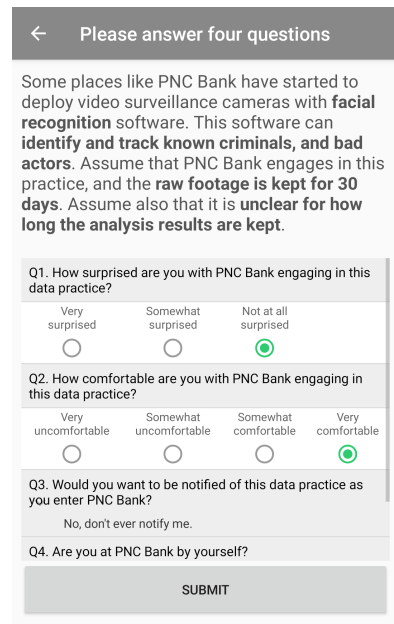 Please answer four questions
Some places like PNC Bank have started to
deploy video surveillance cameras with facial
recognition software. This software can
identify and track known criminals, and bad
actors. Assume that PNC Bank engages in this
practice, and the raw footage is kept for 30
days. Assume also that it is unclear for how
long the analysis results are kept.
Q1. How surprised are you with PNC Bank engaging in this
data practice?
Very surprised
Somewhat surprised
Not at all surprised
Q2. How comfortable are you with PNC Bank engaging in
this data practice?
Very uncomfortable
Somewhat uncomfortable
Somewhat comfortable
Very comfortable
Q3. Would you want to be notified of this data practice as
you enter PNC Bank?
No, don't ever notify me.
Q4. Are you at PNC Bank by yourself?
SUBMIT